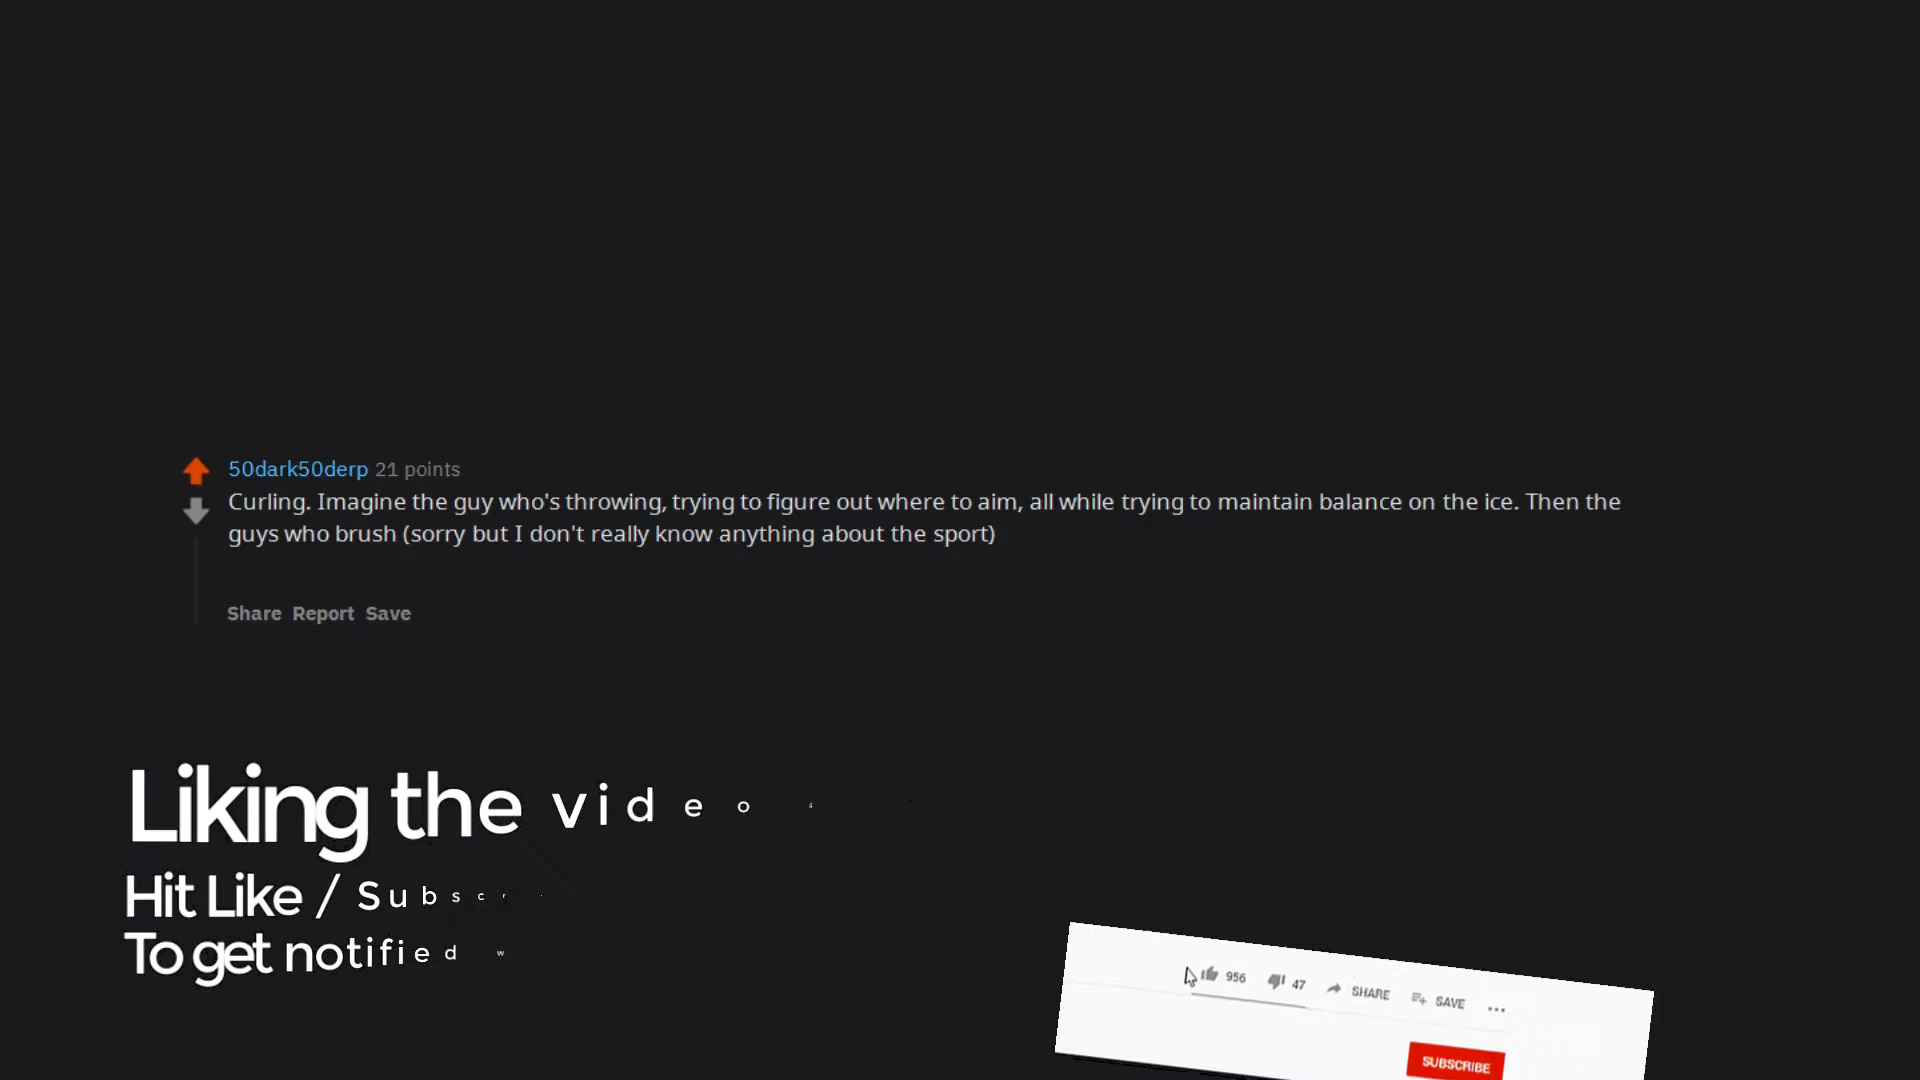 50dark50derp 21 points
Curling. Imagine the guy who's throwing, trying to figure out where to aim, all while trying to maintain balance on the ice. Then the
guys who brush (sorry but I don't really know anything about the sport)
Share Report Save
Liking the video
Hit Like / Subscr
To get notified w
956 47 SHARE SAVE
SUBSCRIBE